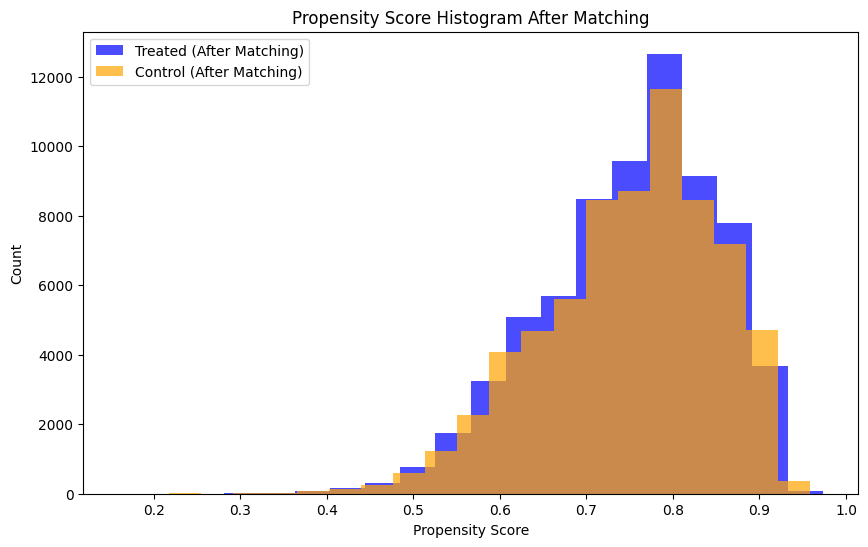 Propensity Score Histogram After Matching
Treated (After Matching)
Control (After Matching)
Count
12000
10000
8000
6000
4000
2000
0
0.2 0.3 0.4 0.5 0.6 0.7 0.8 0.9 1.0
Propensity Score